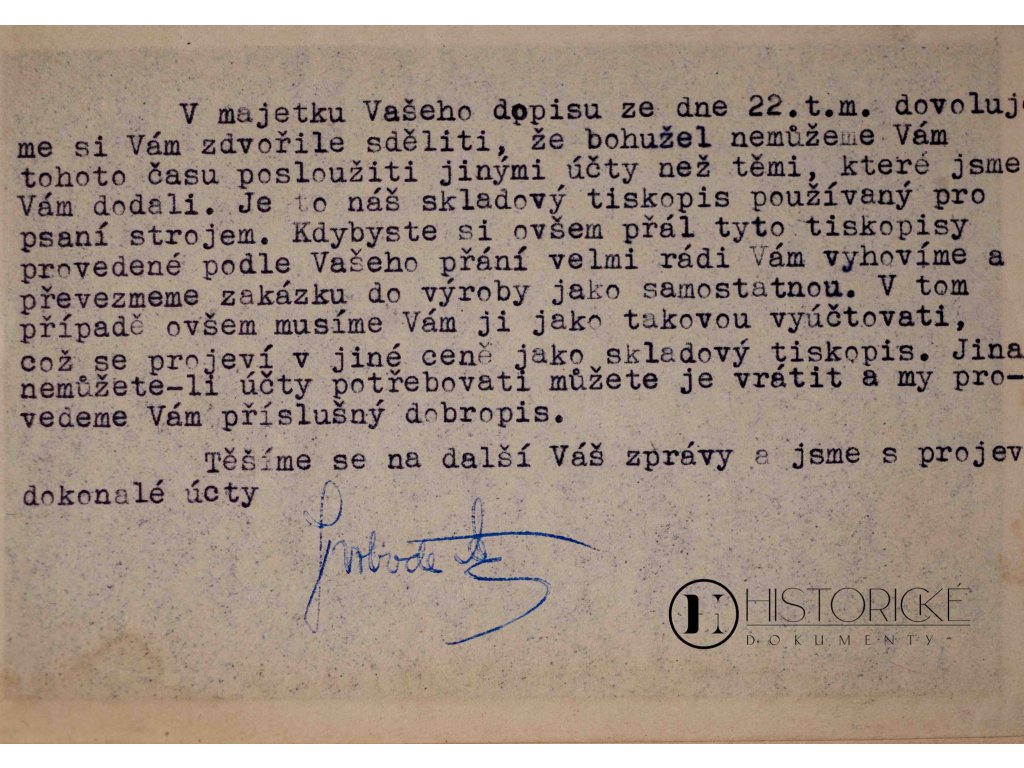 V majetku Vašeho dopisu ze dne 22.t.m. dovoluje
me si Vám zdvořile sděliti, že bohužel nemůžeme Vám
tohoto času posloužiti jinými účty než těmi, které jsme
Vám dodali. Je to náš skladový tiskopis používaný pro
psaní strojem. Kdybyste si ovšem přál tyto tiskopisy
provedené podle Vašeho přání velmi rádi Vám vyhovíme a
převezmeme zakázku do výroby jako samostatnou. V tom
případě ovšem musíme Vám ji jako takovou vyúčtovati,
což se projeví v jiné ceně jako skladový tiskopis. Jina
nemůžete-li účty potřebovati můžete je vrátit a my pro-
vedeme Vám příslušný dobropis.
Těšíme se na další Váš zprávy a jsme s projev
dokonalé úcty
HISTORICKÉ
DOKUMENTY